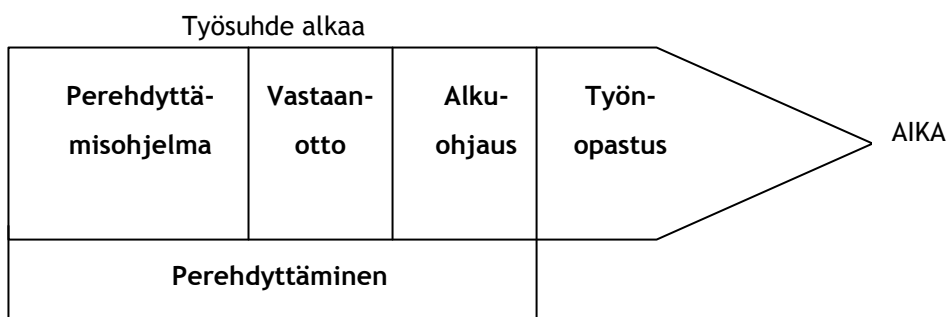 Työsuhde alkaa
Perehdyttä-
misohjelma
Vastaan-
otto
Alku-
ohjaus
Työn-
opastus
AIKA
Perehdyttäminen